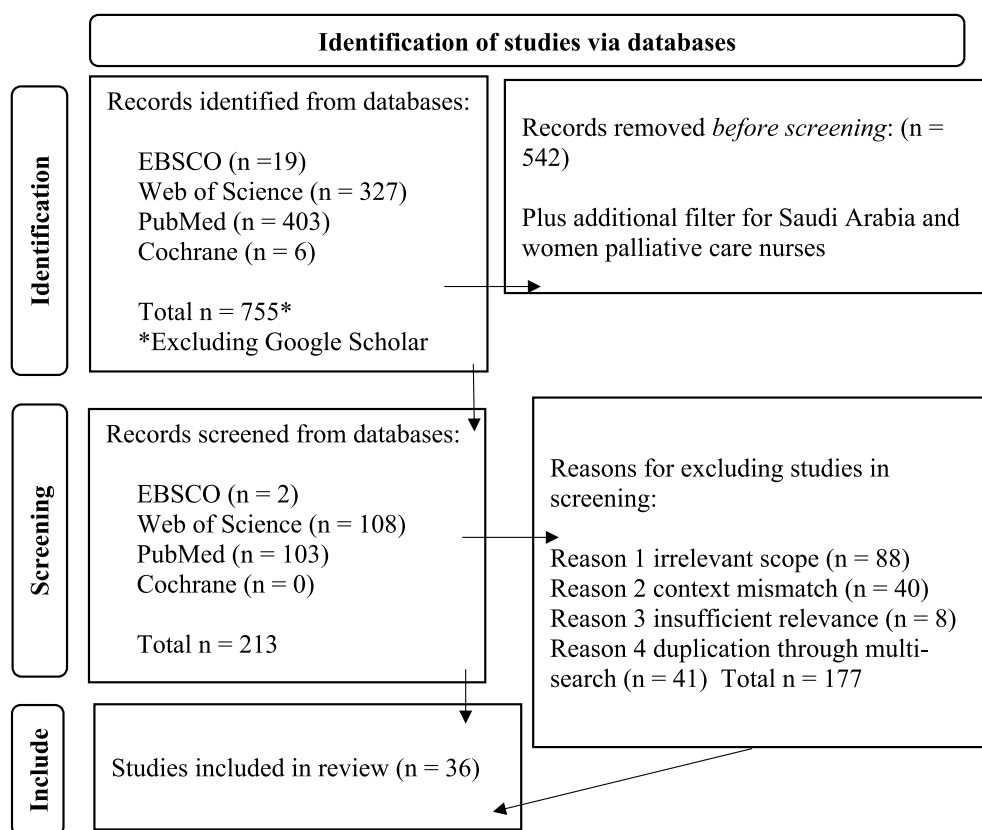 Identification of studies via databases
Identification
Records identified from databases:
EBSCO (n =19)
Web of Science (n = 327)
PubMed (n = 403)
Cochrane (n = 6)
Total n = 755*
*Excluding Google Scholar
Records removed before screening: (n =
542)
Plus additional filter for Saudi Arabia and
women palliative care nurses
Screening
Records screened from databases:
EBSCO (n = 2)
Web of Science (n = 108)
PubMed (n = 103)
Cochrane (n = 0)
Total n = 213
Reasons for excluding studies in
screening:
Reason 1 irrelevant scope (n = 88)
Reason 2 context mismatch (n = 40)
Reason 3 insufficient relevance (n = 8)
Reason 4 duplication through multi-
search (n = 41)  Total n = 177
Include
Studies included in review (n = 36)